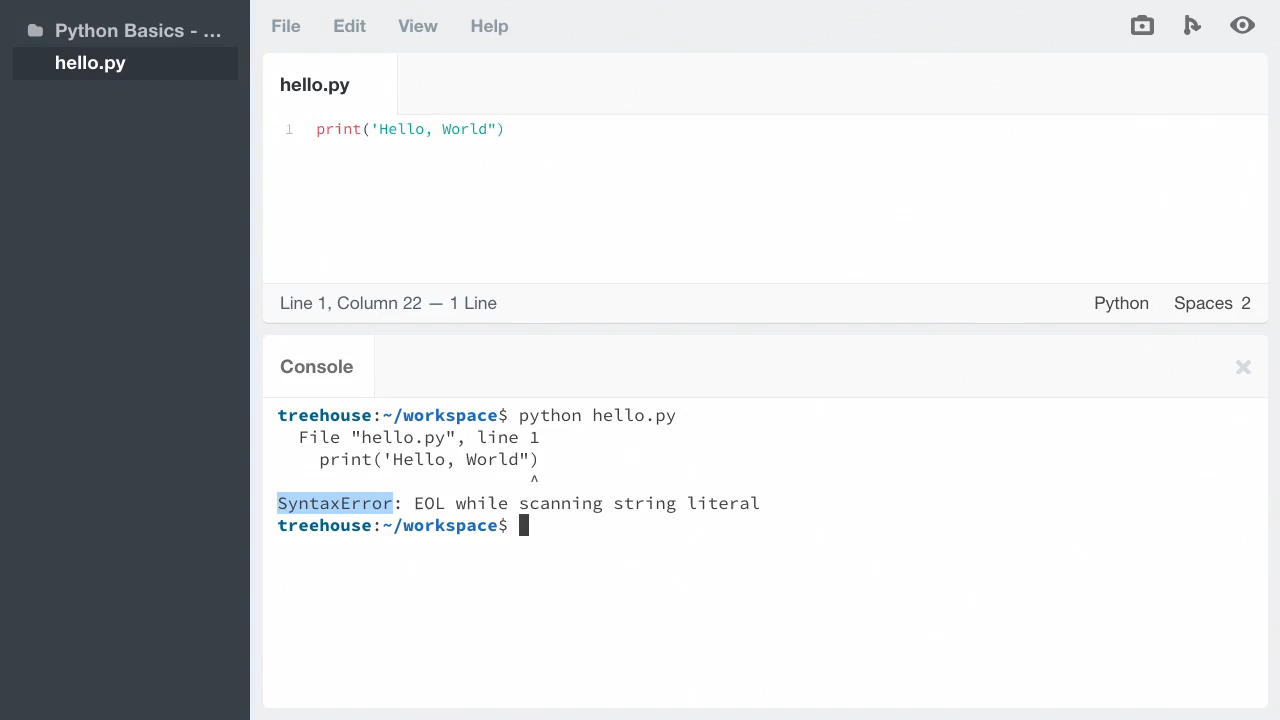 Python Basics - ...
hello.py
File Edit View Help
hello.py
1 print('Hello, World")
Line 1, Column 22 — 1 Line Python Spaces 2
Console
treehouse:~/workspace$ python hello.py
File "hello.py", line 1
print('Hello, World")
^
SyntaxError: EOL while scanning string literal
treehouse:~/workspace$